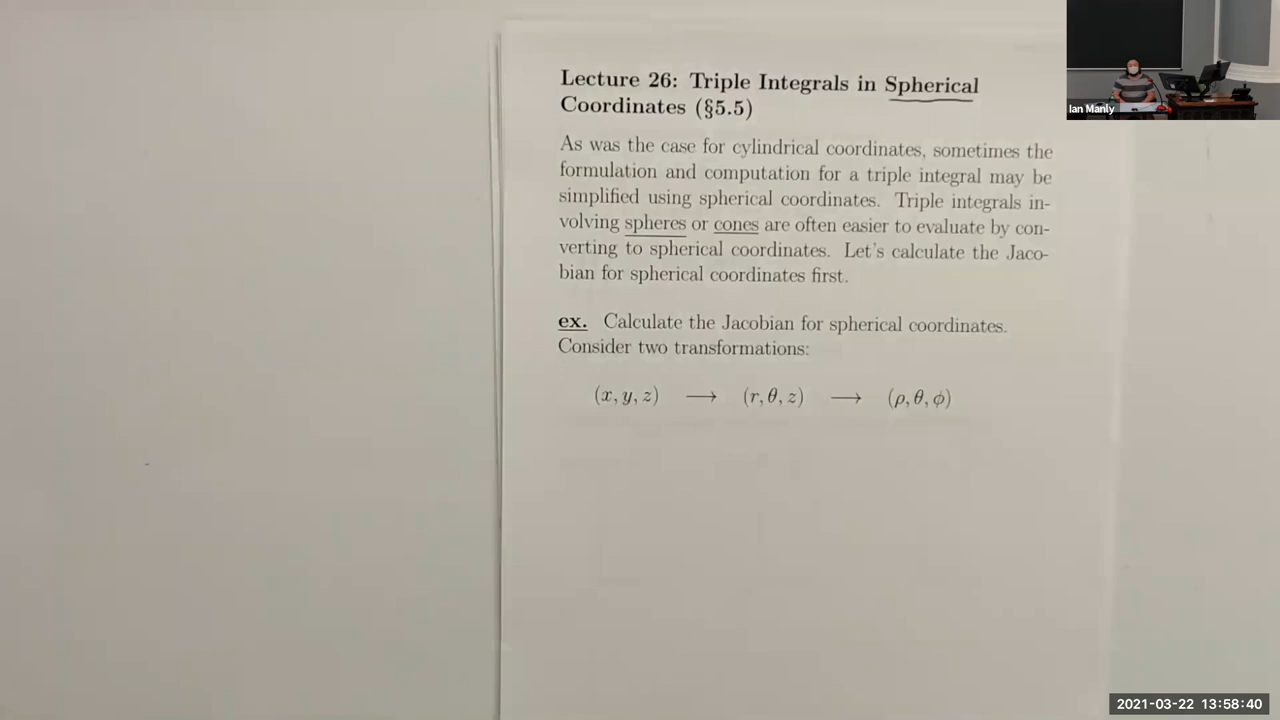 Lecture 26: Triple Integrals in Spherical
Coordinates (§5.5)
As was the case for cylindrical coordinates, sometimes the
formulation and computation for a triple integral may be
simplified using spherical coordinates. Triple integrals in-
volving spheres or cones are often easier to evaluate by con-
verting to spherical coordinates. Let's calculate the Jaco-
bian for spherical coordinates first.
ex. Calculate the Jacobian for spherical coordinates.
Consider two transformations:
(x, y, z) ⟶ (r, θ, z) ⟶ (ρ, θ, ϕ)
Ian Manly
2021-03-22 13:58:40